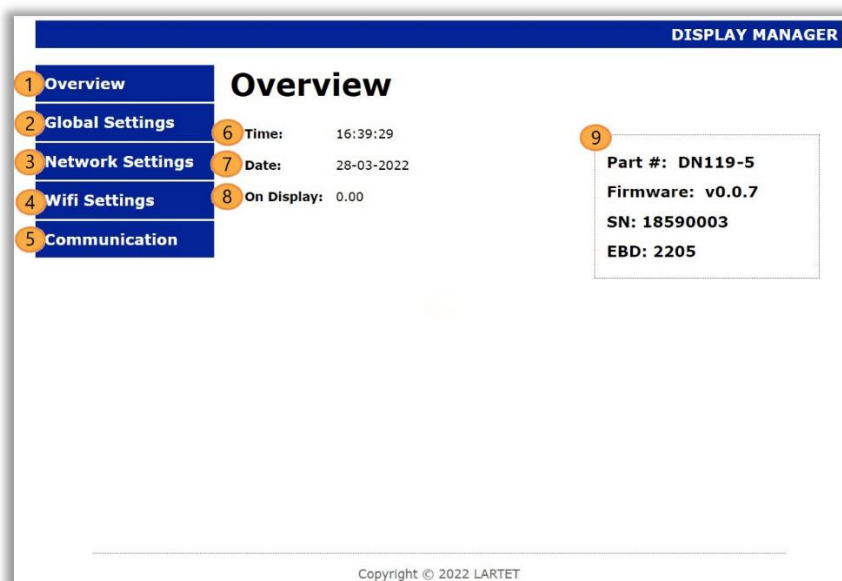 DISPLAY MANAGER
1 Overview
2 Global Settings
3 Network Settings
4 Wifi Settings
5 Communication
Overview
6 Time: 16:39:29
7 Date: 28-03-2022
8 On Display: 0.00
9
Part #: DN119-5
Firmware: v0.0.7
SN: 18590003
EBD: 2205
Copyright © 2022 LARTET